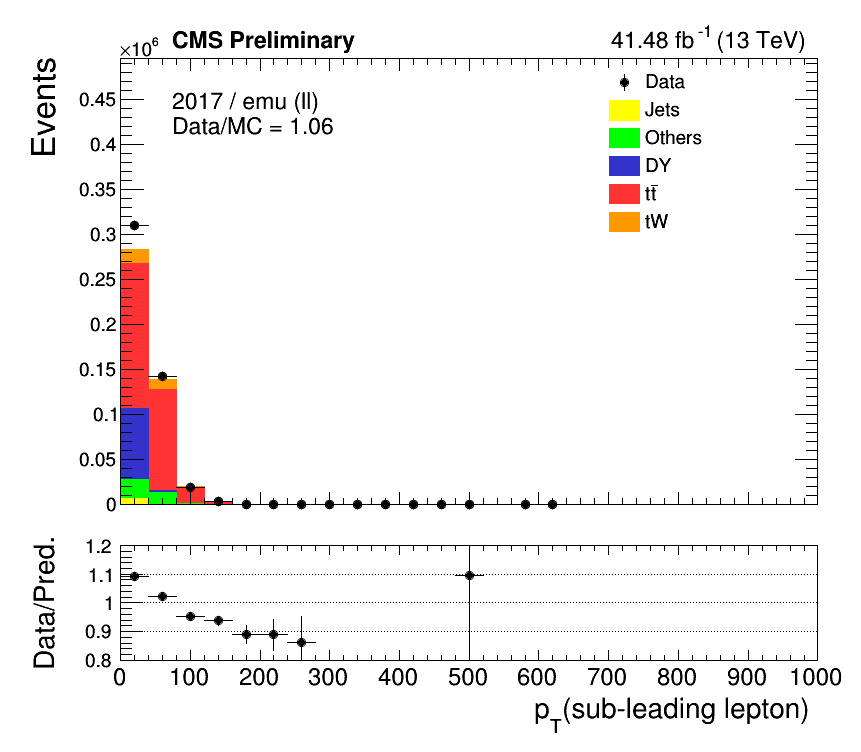 ×10⁶ CMS Preliminary 41.48 fb⁻¹ (13 TeV)
Events
2017 / emu (ll)
Data/MC = 1.06
Data
Jets
Others
DY
tt̄
tW
0.45
0.4
0.35
0.3
0.25
0.2
0.15
0.1
0.05
0
Data/Pred.
1.2
1.1
1
0.9
0.8
0 100 200 300 400 500 600 700 800 900 1000
p_T(sub-leading lepton)